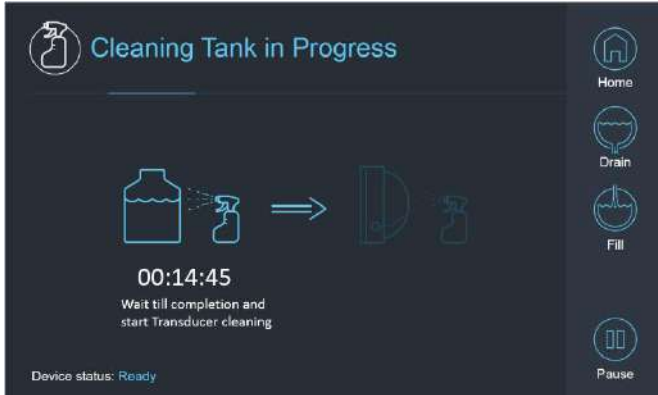 Cleaning Tank in Progress
Home
Drain
Fill
00:14:45
Wait till completion and
start Transducer cleaning
Device status: Ready
Pause